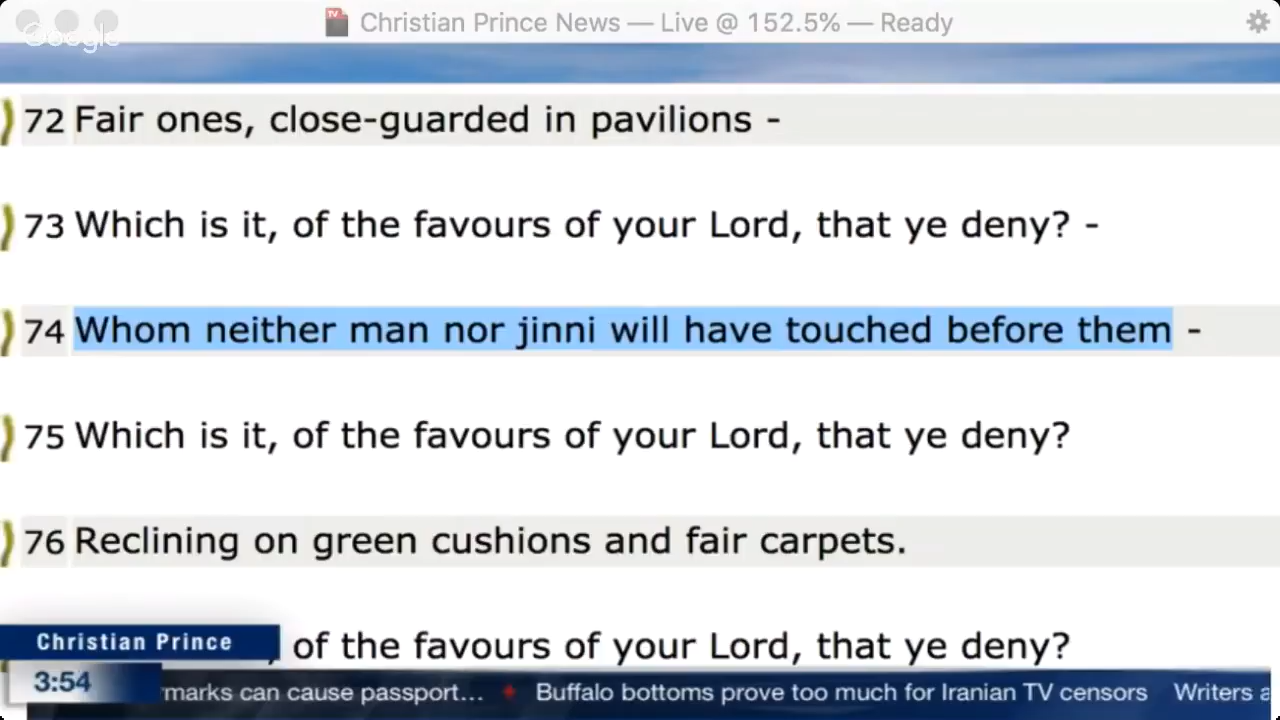 Christian Prince News — Live @ 152.5% — Ready
Google
72 Fair ones, close-guarded in pavilions -
73 Which is it, of the favours of your Lord, that ye deny? -
74 Whom neither man nor jinni will have touched before them -
75 Which is it, of the favours of your Lord, that ye deny?
76 Reclining on green cushions and fair carpets.
of the favours of your Lord, that ye deny?
Christian Prince
3:54
marks can cause passport... Buffalo bottoms prove too much for Iranian TV censors Writers